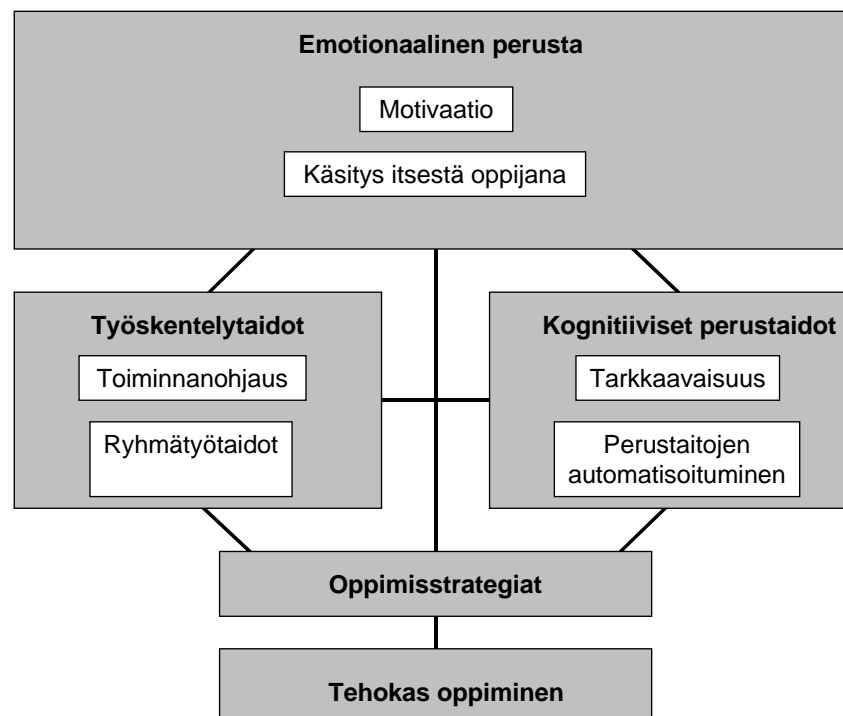 Emotionaalinen perusta
Motivaatio
Käsitys itsestä oppijana
Työskentelytaidot
Toiminnanohjaus
Ryhmätyötaidot
Kognitiiviset perustaidot
Tarkkaavaisuus
Perustaitojen
automatisoituminen
Oppimisstrategiat
Tehokas oppiminen